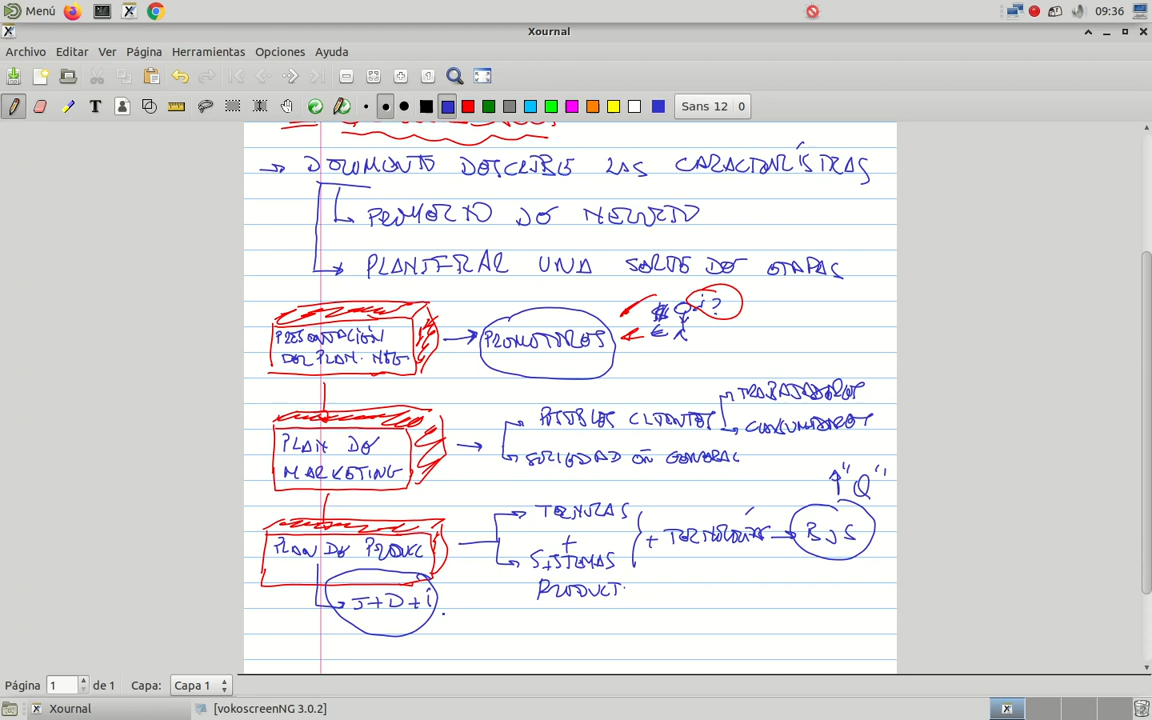 Menú 09:36
Xournal
Archivo Editar Ver Página Herramientas Opciones Ayuda
Sans 12 0
→ DOCUMENTO DESCRIBE LAS CARACTERÍSTICAS
PROYECTO DE NEGOCIO
PLANIFICAR UNA SERIE DE ETAPAS
$ i?
€
PRESENTACIÓN → PROMOTORES
DEL PLAN. NEG
TRABAJADORES
POSIBLES CLIENTES
CONSUMIDORES
PLAN DE →
MARKETING
SOCIEDAD EN GENERAL
↑"Q"
TÉCNICAS
+ + TECNOLOGÍAS → B y S
PLAN DE PRODUC
SISTEMAS
PRODUCT.
I+D+i
Página 1 de 1 Capa: Capa 1
Xournal [vokoscreenNG 3.0.2]